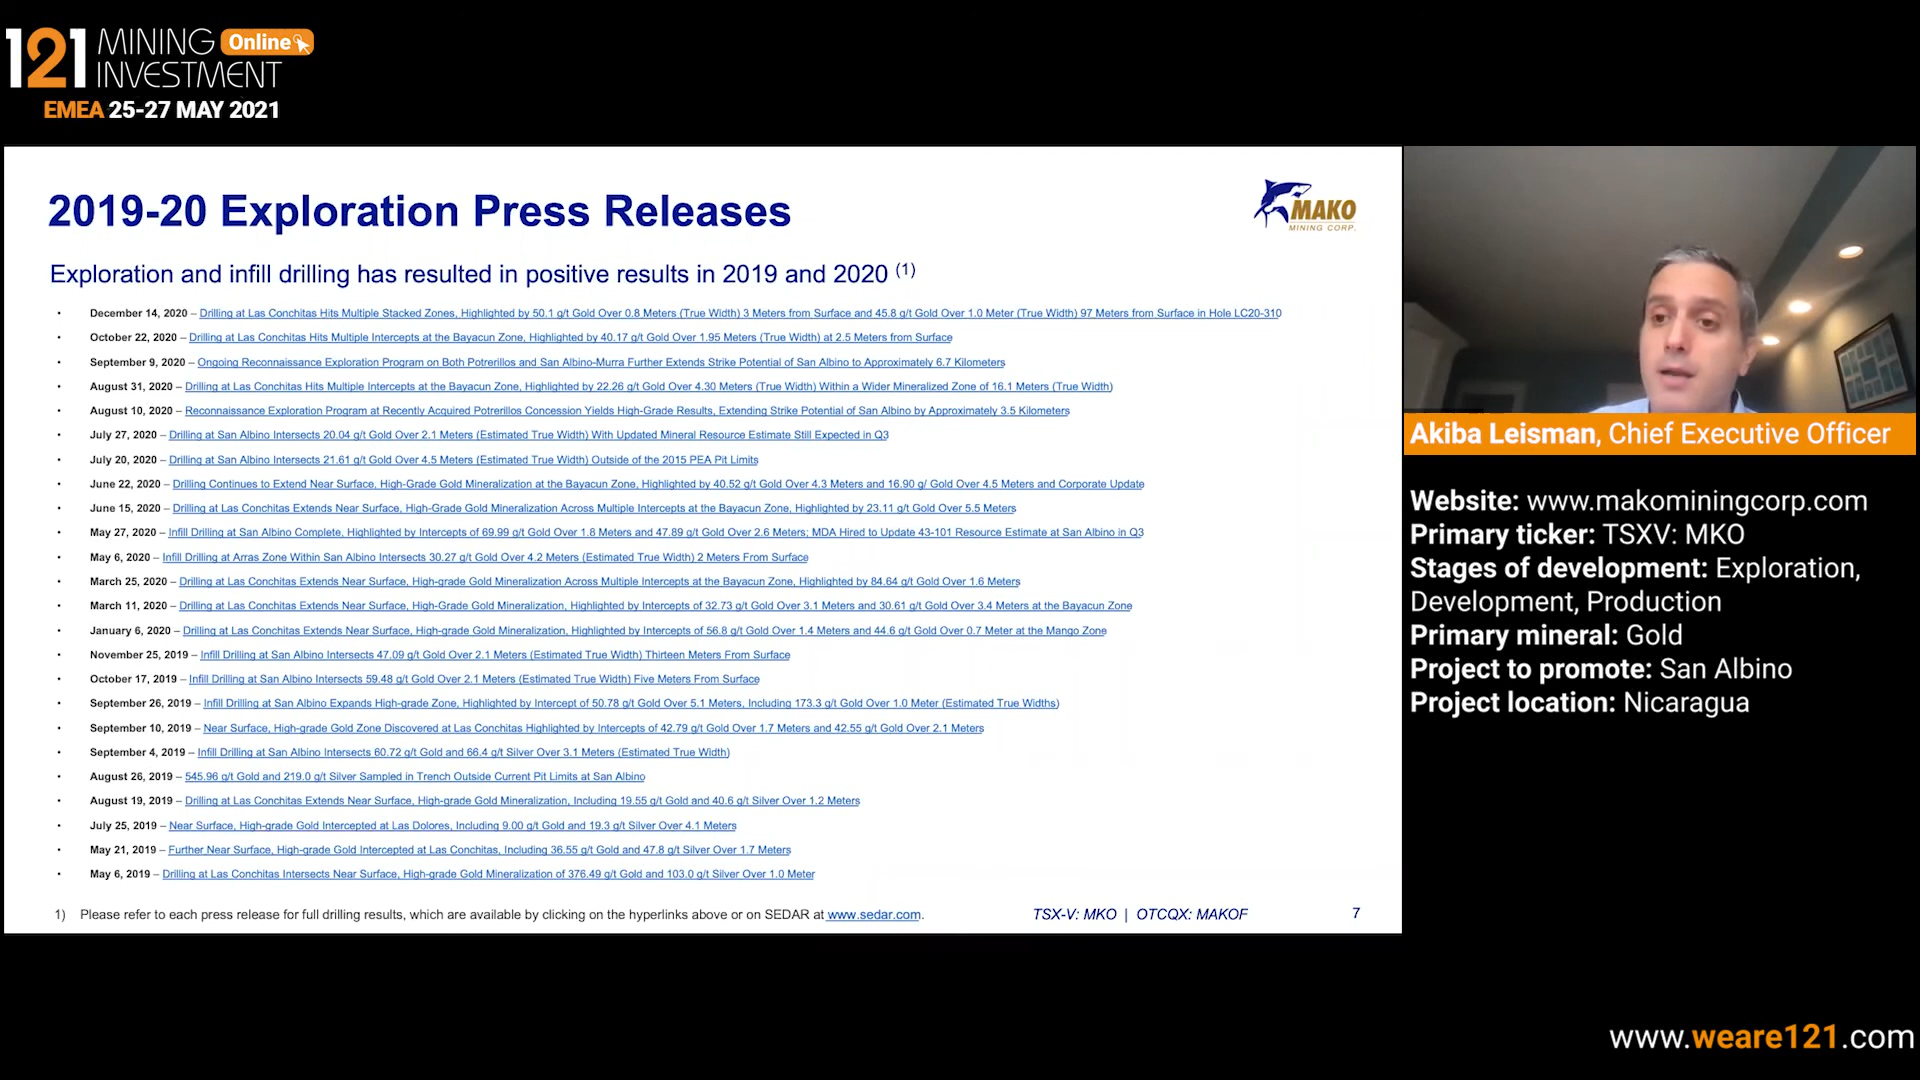 121 MINING INVESTMENT Online
EMEA 25-27 MAY 2021
2019-20 Exploration Press Releases
MAKO
MINING CORP.
Exploration and infill drilling has resulted in positive results in 2019 and 2020 (1)
• December 14, 2020 – Drilling at Las Conchitas Hits Multiple Stacked Zones, Highlighted by 50.1 g/t Gold Over 0.8 Meters (True Width) 3 Meters from Surface and 45.8 g/t Gold Over 1.0 Meter (True Width) 97 Meters from Surface in Hole LC20-310
• October 22, 2020 – Drilling at Las Conchitas Hits Multiple Intercepts at the Bayacun Zone, Highlighted by 40.17 g/t Gold Over 1.95 Meters (True Width) at 2.5 Meters from Surface
• September 9, 2020 – Ongoing Reconnaissance Exploration Program on Both Potrerillos and San Albino-Murra Further Extends Strike Potential of San Albino to Approximately 6.7 Kilometers
• August 31, 2020 – Drilling at Las Conchitas Hits Multiple Intercepts at the Bayacun Zone, Highlighted by 22.26 g/t Gold Over 4.30 Meters (True Width) Within a Wider Mineralized Zone of 16.1 Meters (True Width)
• August 10, 2020 – Reconnaissance Exploration Program at Recently Acquired Potrerillos Concession Yields High-Grade Results, Extending Strike Potential of San Albino by Approximately 3.5 Kilometers
• July 27, 2020 – Drilling at San Albino Intersects 20.04 g/t Gold Over 2.1 Meters (Estimated True Width) With Updated Mineral Resource Estimate Still Expected in Q3
• July 20, 2020 – Drilling at San Albino Intersects 21.61 g/t Gold Over 4.5 Meters (Estimated True Width) Outside of the 2015 PEA Pit Limits
• June 22, 2020 – Drilling Continues to Extend Near Surface, High-Grade Gold Mineralization at the Bayacun Zone, Highlighted by 40.52 g/t Gold Over 4.3 Meters and 16.90 g/ Gold Over 4.5 Meters and Corporate Update
• June 15, 2020 – Drilling at Las Conchitas Extends Near Surface, High-Grade Gold Mineralization Across Multiple Intercepts at the Bayacun Zone, Highlighted by 23.11 g/t Gold Over 5.5 Meters
• May 27, 2020 – Infill Drilling at San Albino Complete, Highlighted by Intercepts of 69.99 g/t Gold Over 1.8 Meters and 47.89 g/t Gold Over 2.6 Meters; MDA Hired to Update 43-101 Resource Estimate at San Albino in Q3
• May 6, 2020 – Infill Drilling at Arras Zone Within San Albino Intersects 30.27 g/t Gold Over 4.2 Meters (Estimated True Width) 2 Meters From Surface
• March 25, 2020 – Drilling at Las Conchitas Extends Near Surface, High-grade Gold Mineralization Across Multiple Intercepts at the Bayacun Zone, Highlighted by 84.64 g/t Gold Over 1.6 Meters
• March 11, 2020 – Drilling at Las Conchitas Extends Near Surface, High-Grade Gold Mineralization, Highlighted by Intercepts of 32.73 g/t Gold Over 3.1 Meters and 30.61 g/t Gold Over 3.4 Meters at the Bayacun Zone
• January 6, 2020 – Drilling at Las Conchitas Extends Near Surface, High-grade Gold Mineralization, Highlighted by Intercepts of 56.8 g/t Gold Over 1.4 Meters and 44.6 g/t Gold Over 0.7 Meter at the Mango Zone
• November 25, 2019 – Infill Drilling at San Albino Intersects 47.09 g/t Gold Over 2.1 Meters (Estimated True Width) Thirteen Meters From Surface
• October 17, 2019 – Infill Drilling at San Albino Intersects 59.48 g/t Gold Over 2.1 Meters (Estimated True Width) Five Meters From Surface
• September 26, 2019 – Infill Drilling at San Albino Expands High-grade Zone, Highlighted by Intercept of 50.78 g/t Gold Over 5.1 Meters, Including 173.3 g/t Gold Over 1.0 Meter (Estimated True Widths)
• September 10, 2019 – Near Surface, High-grade Gold Zone Discovered at Las Conchitas Highlighted by Intercepts of 42.79 g/t Gold Over 1.7 Meters and 42.55 g/t Gold Over 2.1 Meters
• September 4, 2019 – Infill Drilling at San Albino Intersects 60.72 g/t Gold and 66.4 g/t Silver Over 3.1 Meters (Estimated True Width)
• August 26, 2019 – 545.96 g/t Gold and 219.0 g/t Silver Sampled in Trench Outside Current Pit Limits at San Albino
• August 19, 2019 – Drilling at Las Conchitas Extends Near Surface, High-grade Gold Mineralization, Including 19.55 g/t Gold and 40.6 g/t Silver Over 1.2 Meters
• July 25, 2019 – Near Surface, High-grade Gold Intercepted at Las Dolores, Including 9.00 g/t Gold and 19.3 g/t Silver Over 4.1 Meters
• May 21, 2019 – Further Near Surface, High-grade Gold Intercepted at Las Conchitas, Including 36.55 g/t Gold and 47.8 g/t Silver Over 1.7 Meters
• May 6, 2019 – Drilling at Las Conchitas Intersects Near Surface, High-grade Gold Mineralization of 376.49 g/t Gold and 103.0 g/t Silver Over 1.0 Meter
1) Please refer to each press release for full drilling results, which are available by clicking on the hyperlinks above or on SEDAR at www.sedar.com.
TSX-V: MKO | OTCQX: MAKOF
7
Akiba Leisman, Chief Executive Officer
Website: www.makominingcorp.com
Primary ticker: TSXV: MKO
Stages of development: Exploration,
Development, Production
Primary mineral: Gold
Project to promote: San Albino
Project location: Nicaragua
www.weare121.com